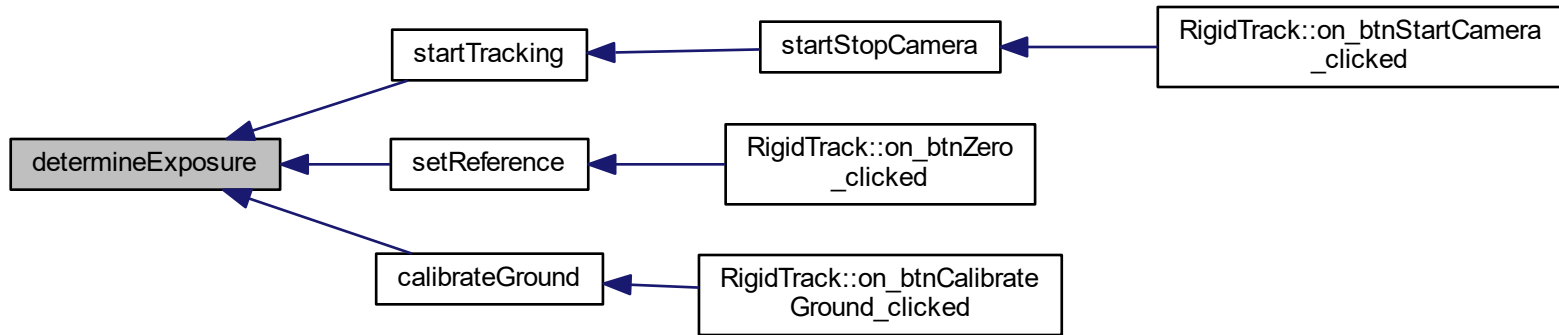 RigidTrack::on_btnStartCamera
_clicked
startTracking
startStopCamera
determineExposure
setReference
RigidTrack::on_btnZero
_clicked
calibrateGround
RigidTrack::on_btnCalibrate
Ground_clicked